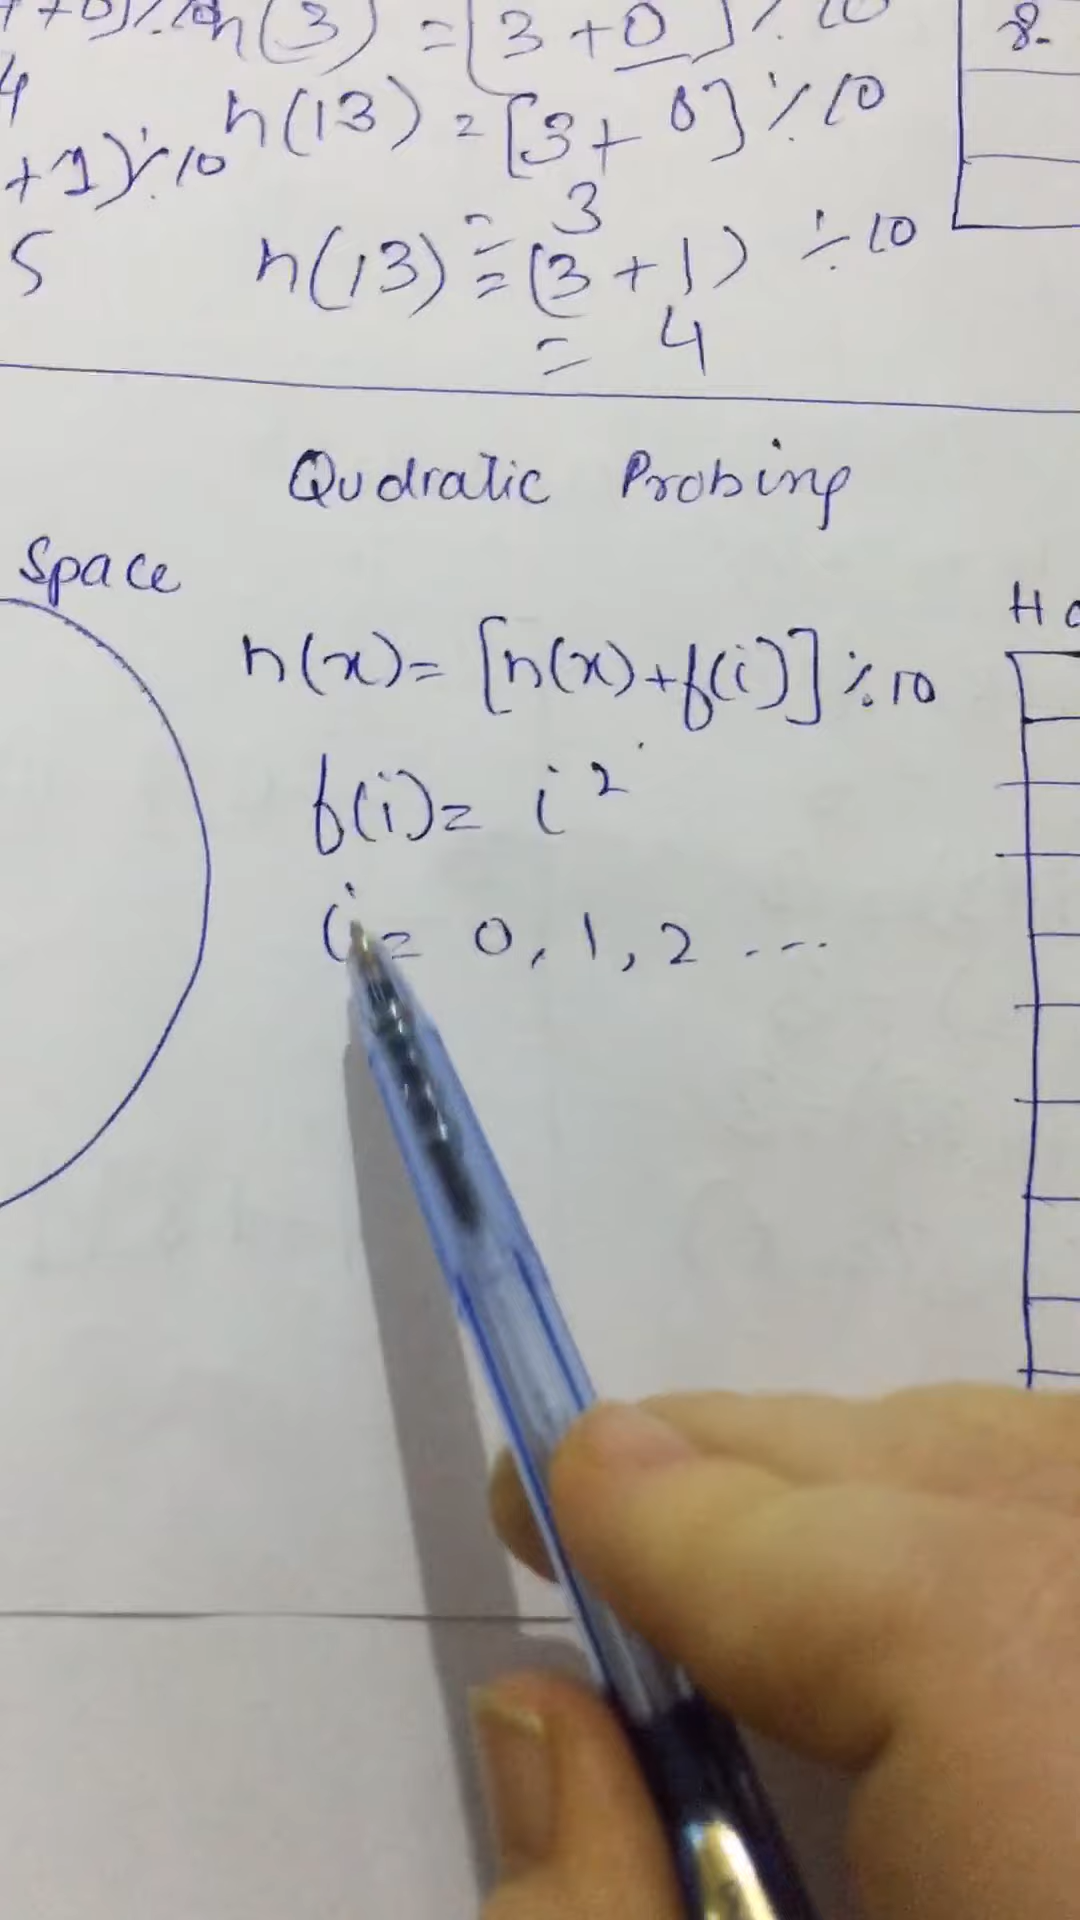 h(3) = [3+0] % 10
4
h(13) = [3+0] % 10
+1) % 10
= 3
5
h(13) = (3+1) % 10
= 4
8
Qudratic Probing
Space
h(x) = [h(x)+f(i)] % 10
f(i) = i²
i = 0, 1, 2 ...